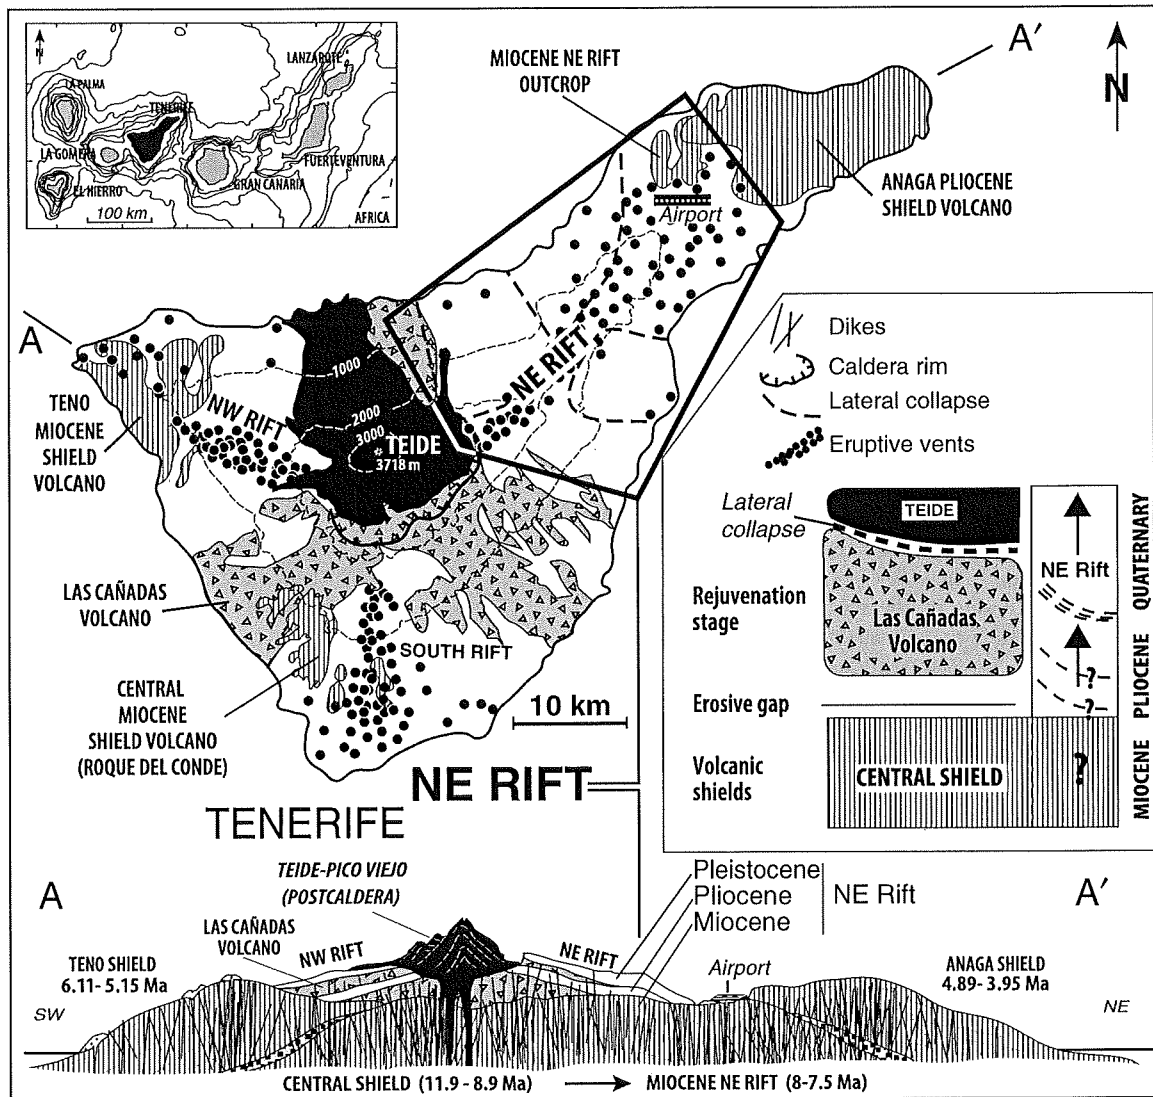 N
LA PALMA
LANZAROTE
TENERIFE
LA GOMERA
EL HIERRO
GRAN CANARIA
FUERTEVENTURA
100 km
AFRICA
A'
N
MIOCENE NE RIFT
OUTCROP
Airport
ANAGA PLIOCENE
SHIELD VOLCANO
A
TENO
MIOCENE
SHIELD
VOLCANO
NW RIFT
1000
2000
3000
TEIDE
3718 m
NE RIFT
LAS CAÑADAS
VOLCANO
SOUTH RIFT
CENTRAL
MIOCENE
SHIELD VOLCANO
(ROQUE DEL CONDE)
10 km
NE RIFT
TENERIFE
Dikes
Caldera rim
Lateral collapse
Eruptive vents
Lateral
collapse
TEIDE
NE Rift
Rejuvenation
stage
Las Cañadas
Volcano
?
Erosive gap
?
Volcanic
shields
CENTRAL SHIELD
?
MIOCENE PLIOCENE QUATERNARY
A
TEIDE-PICO VIEJO
(POSTCALDERA)
Pleistocene
Pliocene
Miocene
NE Rift
A'
LAS CAÑADAS
VOLCANO
NW RIFT
NE RIFT
Airport
TENO SHIELD
6.11- 5.15 Ma
ANAGA SHIELD
4.89- 3.95 Ma
SW
NE
CENTRAL SHIELD (11.9 - 8.9 Ma)
MIOCENE NE RIFT (8-7.5 Ma)